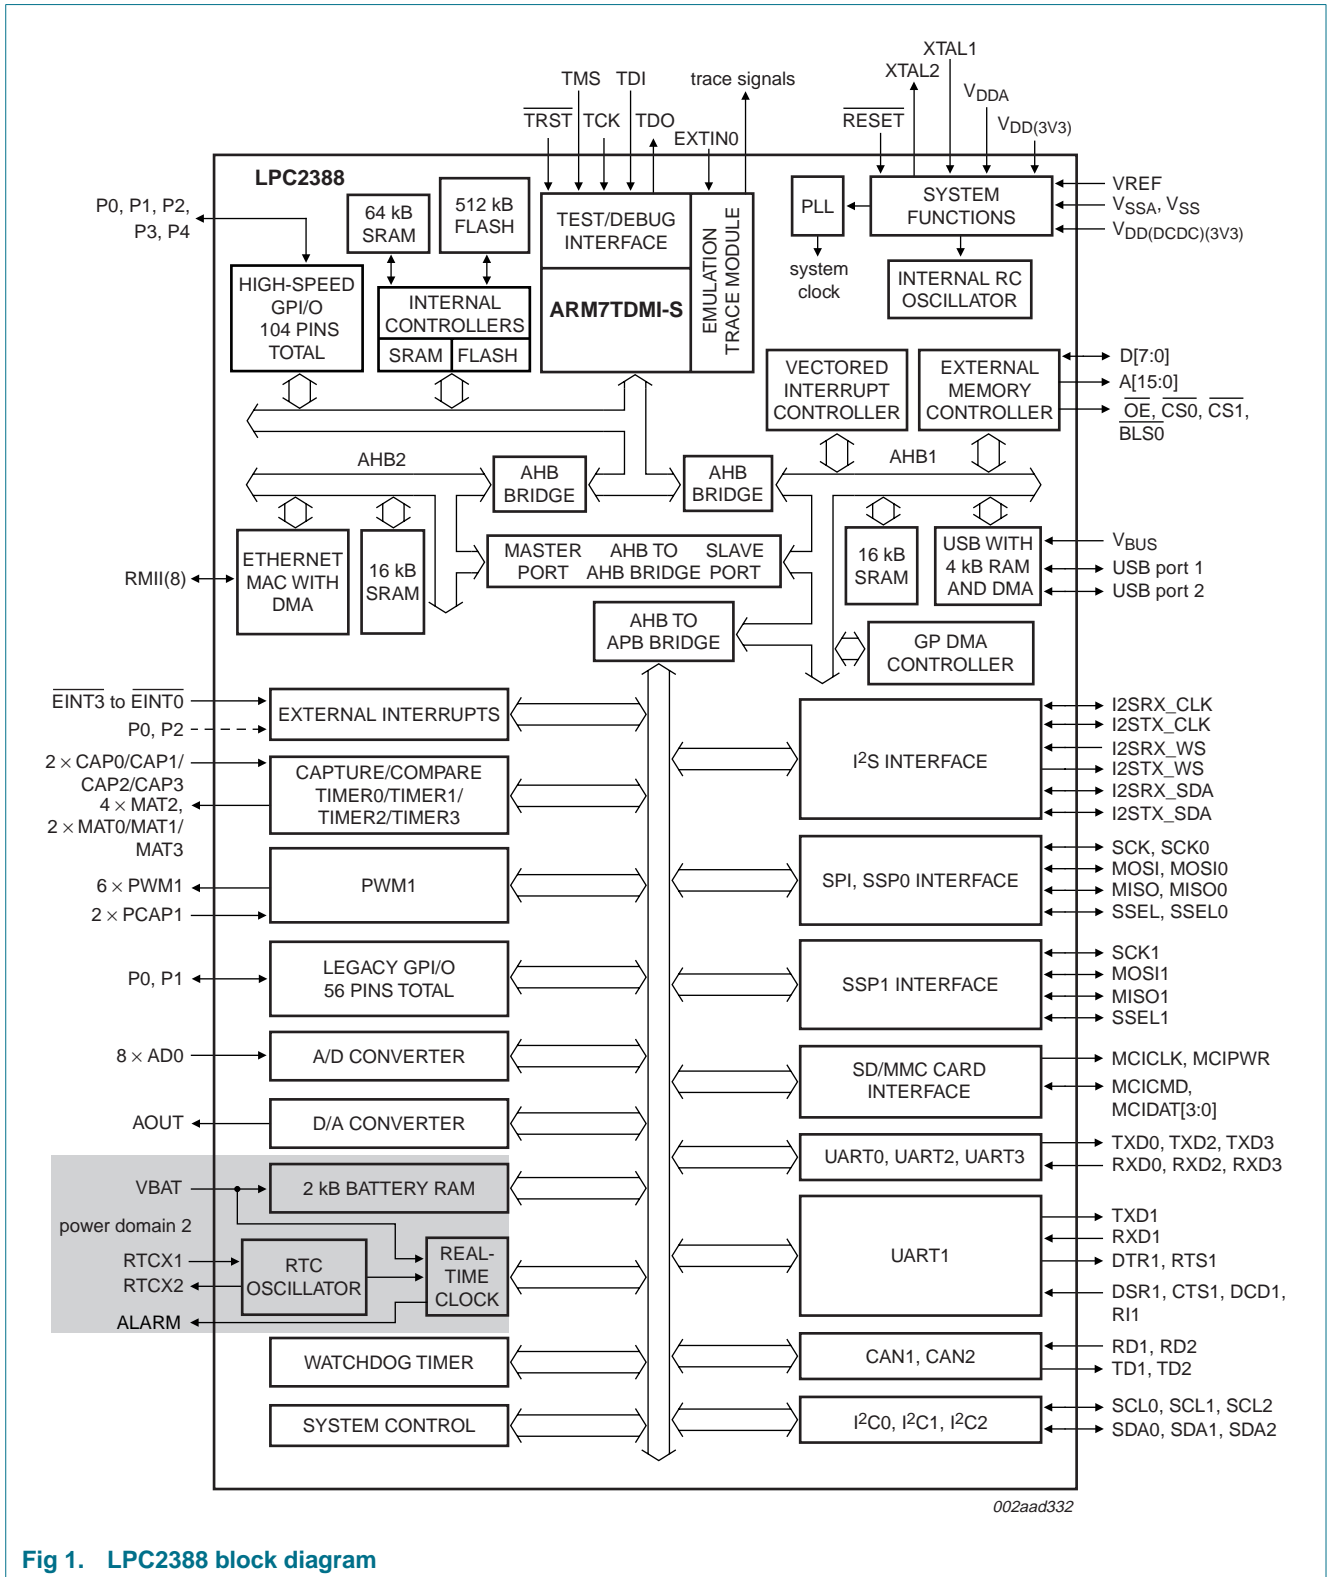 XTAL1
XTAL2
TMS TDI trace signals
VDDA
TRST TCK TDO
RESET
VDD(3V3)
EXTIN0
LPC2388
P0, P1, P2,
P3, P4
64 kB
SRAM
512 kB
FLASH
TEST/DEBUG
INTERFACE
EMULATION
TRACE MODULE
PLL
SYSTEM
FUNCTIONS
VREF
VSSA, VSS
VDD(DCDC)(3V3)
system
clock
INTERNAL RC
OSCILLATOR
HIGH-SPEED
GPI/O
104 PINS
TOTAL
INTERNAL
CONTROLLERS
SRAM FLASH
ARM7TDMI-S
VECTORED
INTERRUPT
CONTROLLER
EXTERNAL
MEMORY
CONTROLLER
D[7:0]
A[15:0]
OE, CS0, CS1,
BLS0
AHB2
AHB
BRIDGE
AHB
BRIDGE
AHB1
ETHERNET
MAC WITH
DMA
16 kB
SRAM
MASTER
PORT
AHB TO
AHB BRIDGE
SLAVE
PORT
16 kB
SRAM
USB WITH
4 kB RAM
AND DMA
VBUS
USB port 1
USB port 2
RMII(8)
AHB TO
APB BRIDGE
GP DMA
CONTROLLER
EINT3 to EINT0
P0, P2
EXTERNAL INTERRUPTS
I2S INTERFACE
I2SRX_CLK
I2STX_CLK
I2SRX_WS
I2STX_WS
I2SRX_SDA
I2STX_SDA
2 × CAP0/CAP1/
CAP2/CAP3
4 × MAT2,
2 × MAT0/MAT1/
MAT3
CAPTURE/COMPARE
TIMER0/TIMER1/
TIMER2/TIMER3
SPI, SSP0 INTERFACE
SCK, SCK0
MOSI, MOSI0
MISO, MISO0
SSEL, SSEL0
6 × PWM1
2 × PCAP1
PWM1
P0, P1
LEGACY GPI/O
56 PINS TOTAL
SSP1 INTERFACE
SCK1
MOSI1
MISO1
SSEL1
8 × AD0
A/D CONVERTER
SD/MMC CARD
INTERFACE
MCICLK, MCIPWR
MCICMD,
MCIDAT[3:0]
AOUT
D/A CONVERTER
UART0, UART2, UART3
TXD0, TXD2, TXD3
RXD0, RXD2, RXD3
VBAT
2 kB BATTERY RAM
power domain 2
RTCX1
RTCX2
RTC
OSCILLATOR
REAL-
TIME
CLOCK
ALARM
UART1
TXD1
RXD1
DTR1, RTS1
DSR1, CTS1, DCD1,
RI1
WATCHDOG TIMER
CAN1, CAN2
RD1, RD2
TD1, TD2
SYSTEM CONTROL
I2C0, I2C1, I2C2
SCL0, SCL1, SCL2
SDA0, SDA1, SDA2
002aad332
Fig 1. LPC2388 block diagram